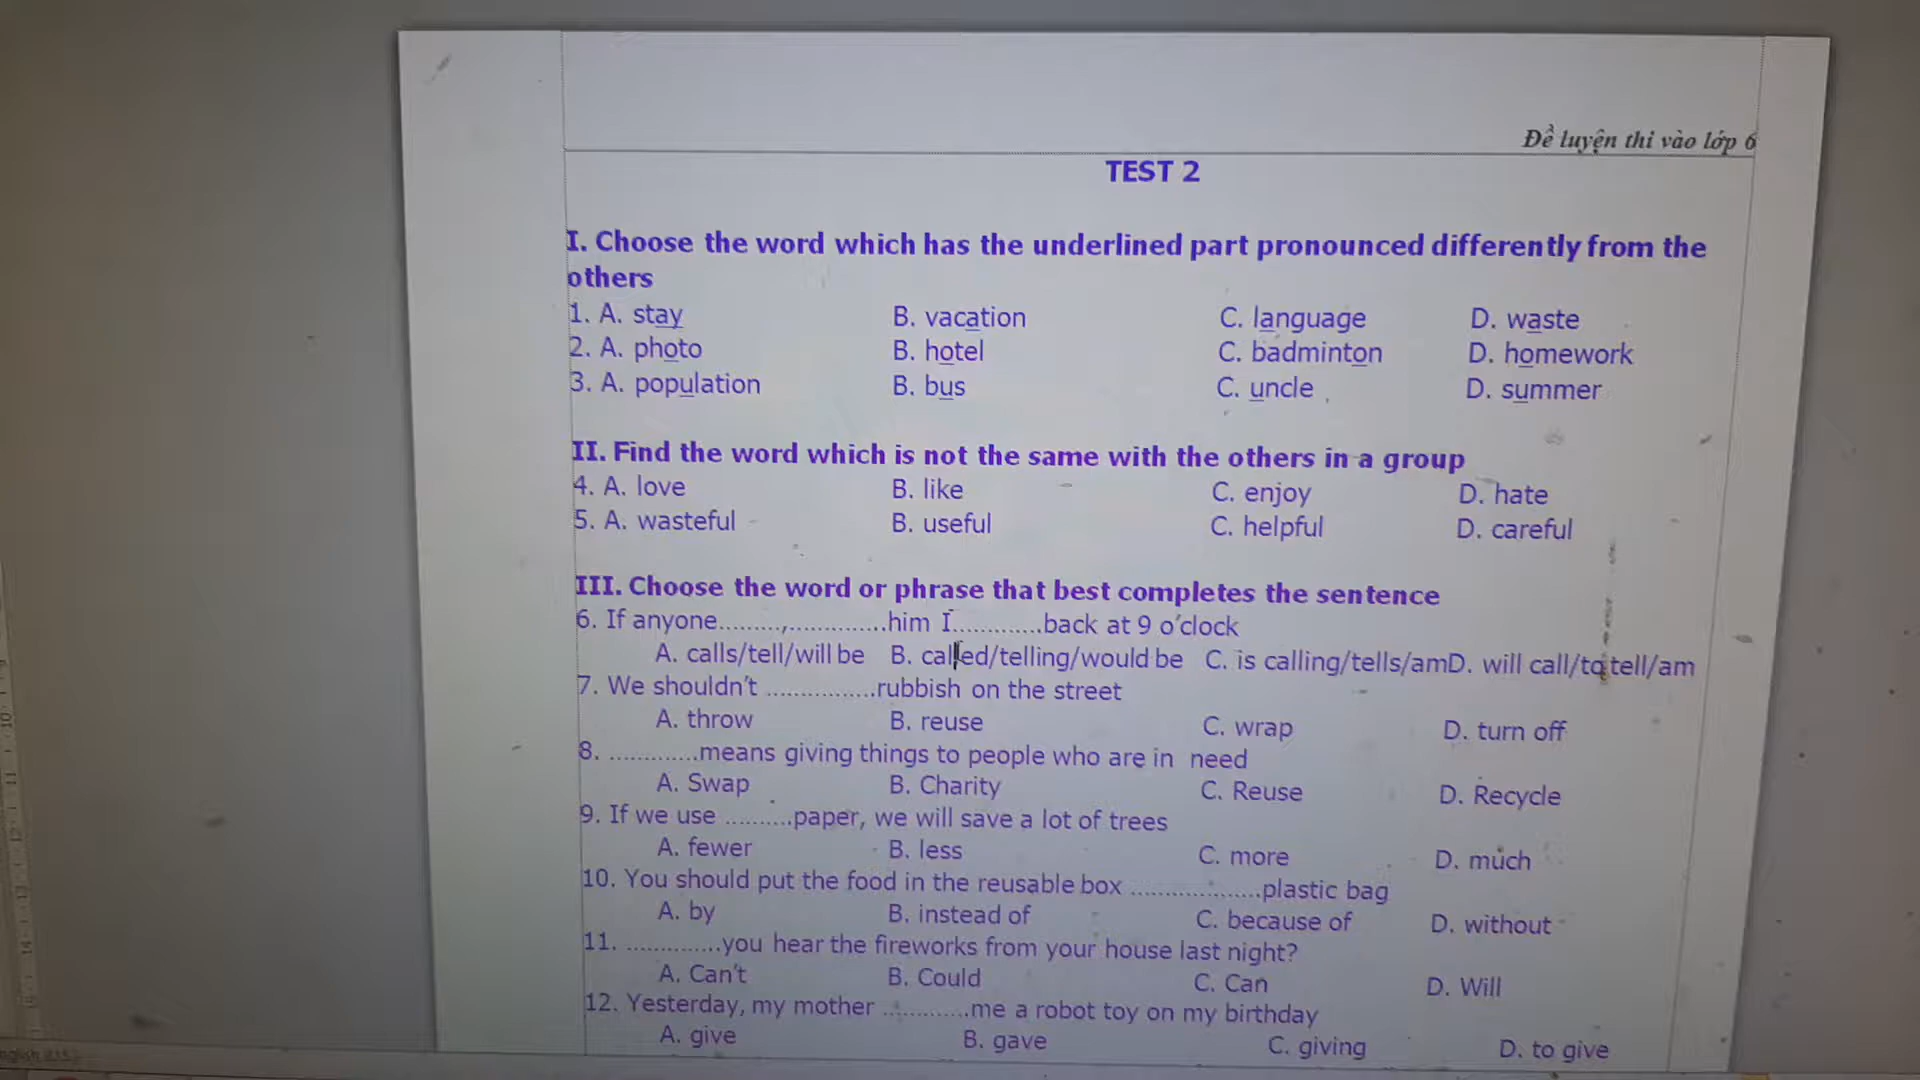 Đề luyện thi vào lớp 6
TEST 2
I. Choose the word which has the underlined part pronounced differently from the
others
1. A. stay B. vacation C. language D. waste
2. A. photo B. hotel C. badminton D. homework
3. A. population B. bus C. uncle D. summer
II. Find the word which is not the same with the others in a group
4. A. love B. like C. enjoy D. hate
5. A. wasteful B. useful C. helpful D. careful
III. Choose the word or phrase that best completes the sentence
6. If anyone.........,..............him I.............back at 9 o’clock
A. calls/tell/will be B. called/telling/would be C. is calling/tells/amD. will call/to tell/am
7. We shouldn’t ................rubbish on the street
A. throw B. reuse C. wrap D. turn off
8. .............means giving things to people who are in need
A. Swap B. Charity C. Reuse D. Recycle
9. If we use ..........paper, we will save a lot of trees
A. fewer B. less C. more D. much
10. You should put the food in the reusable box ...................plastic bag
A. by B. instead of C. because of D. without
11. ..............you hear the fireworks from your house last night?
A. Can’t B. Could C. Can D. Will
12. Yesterday, my mother .............me a robot toy on my birthday
A. give B. gave C. giving D. to give